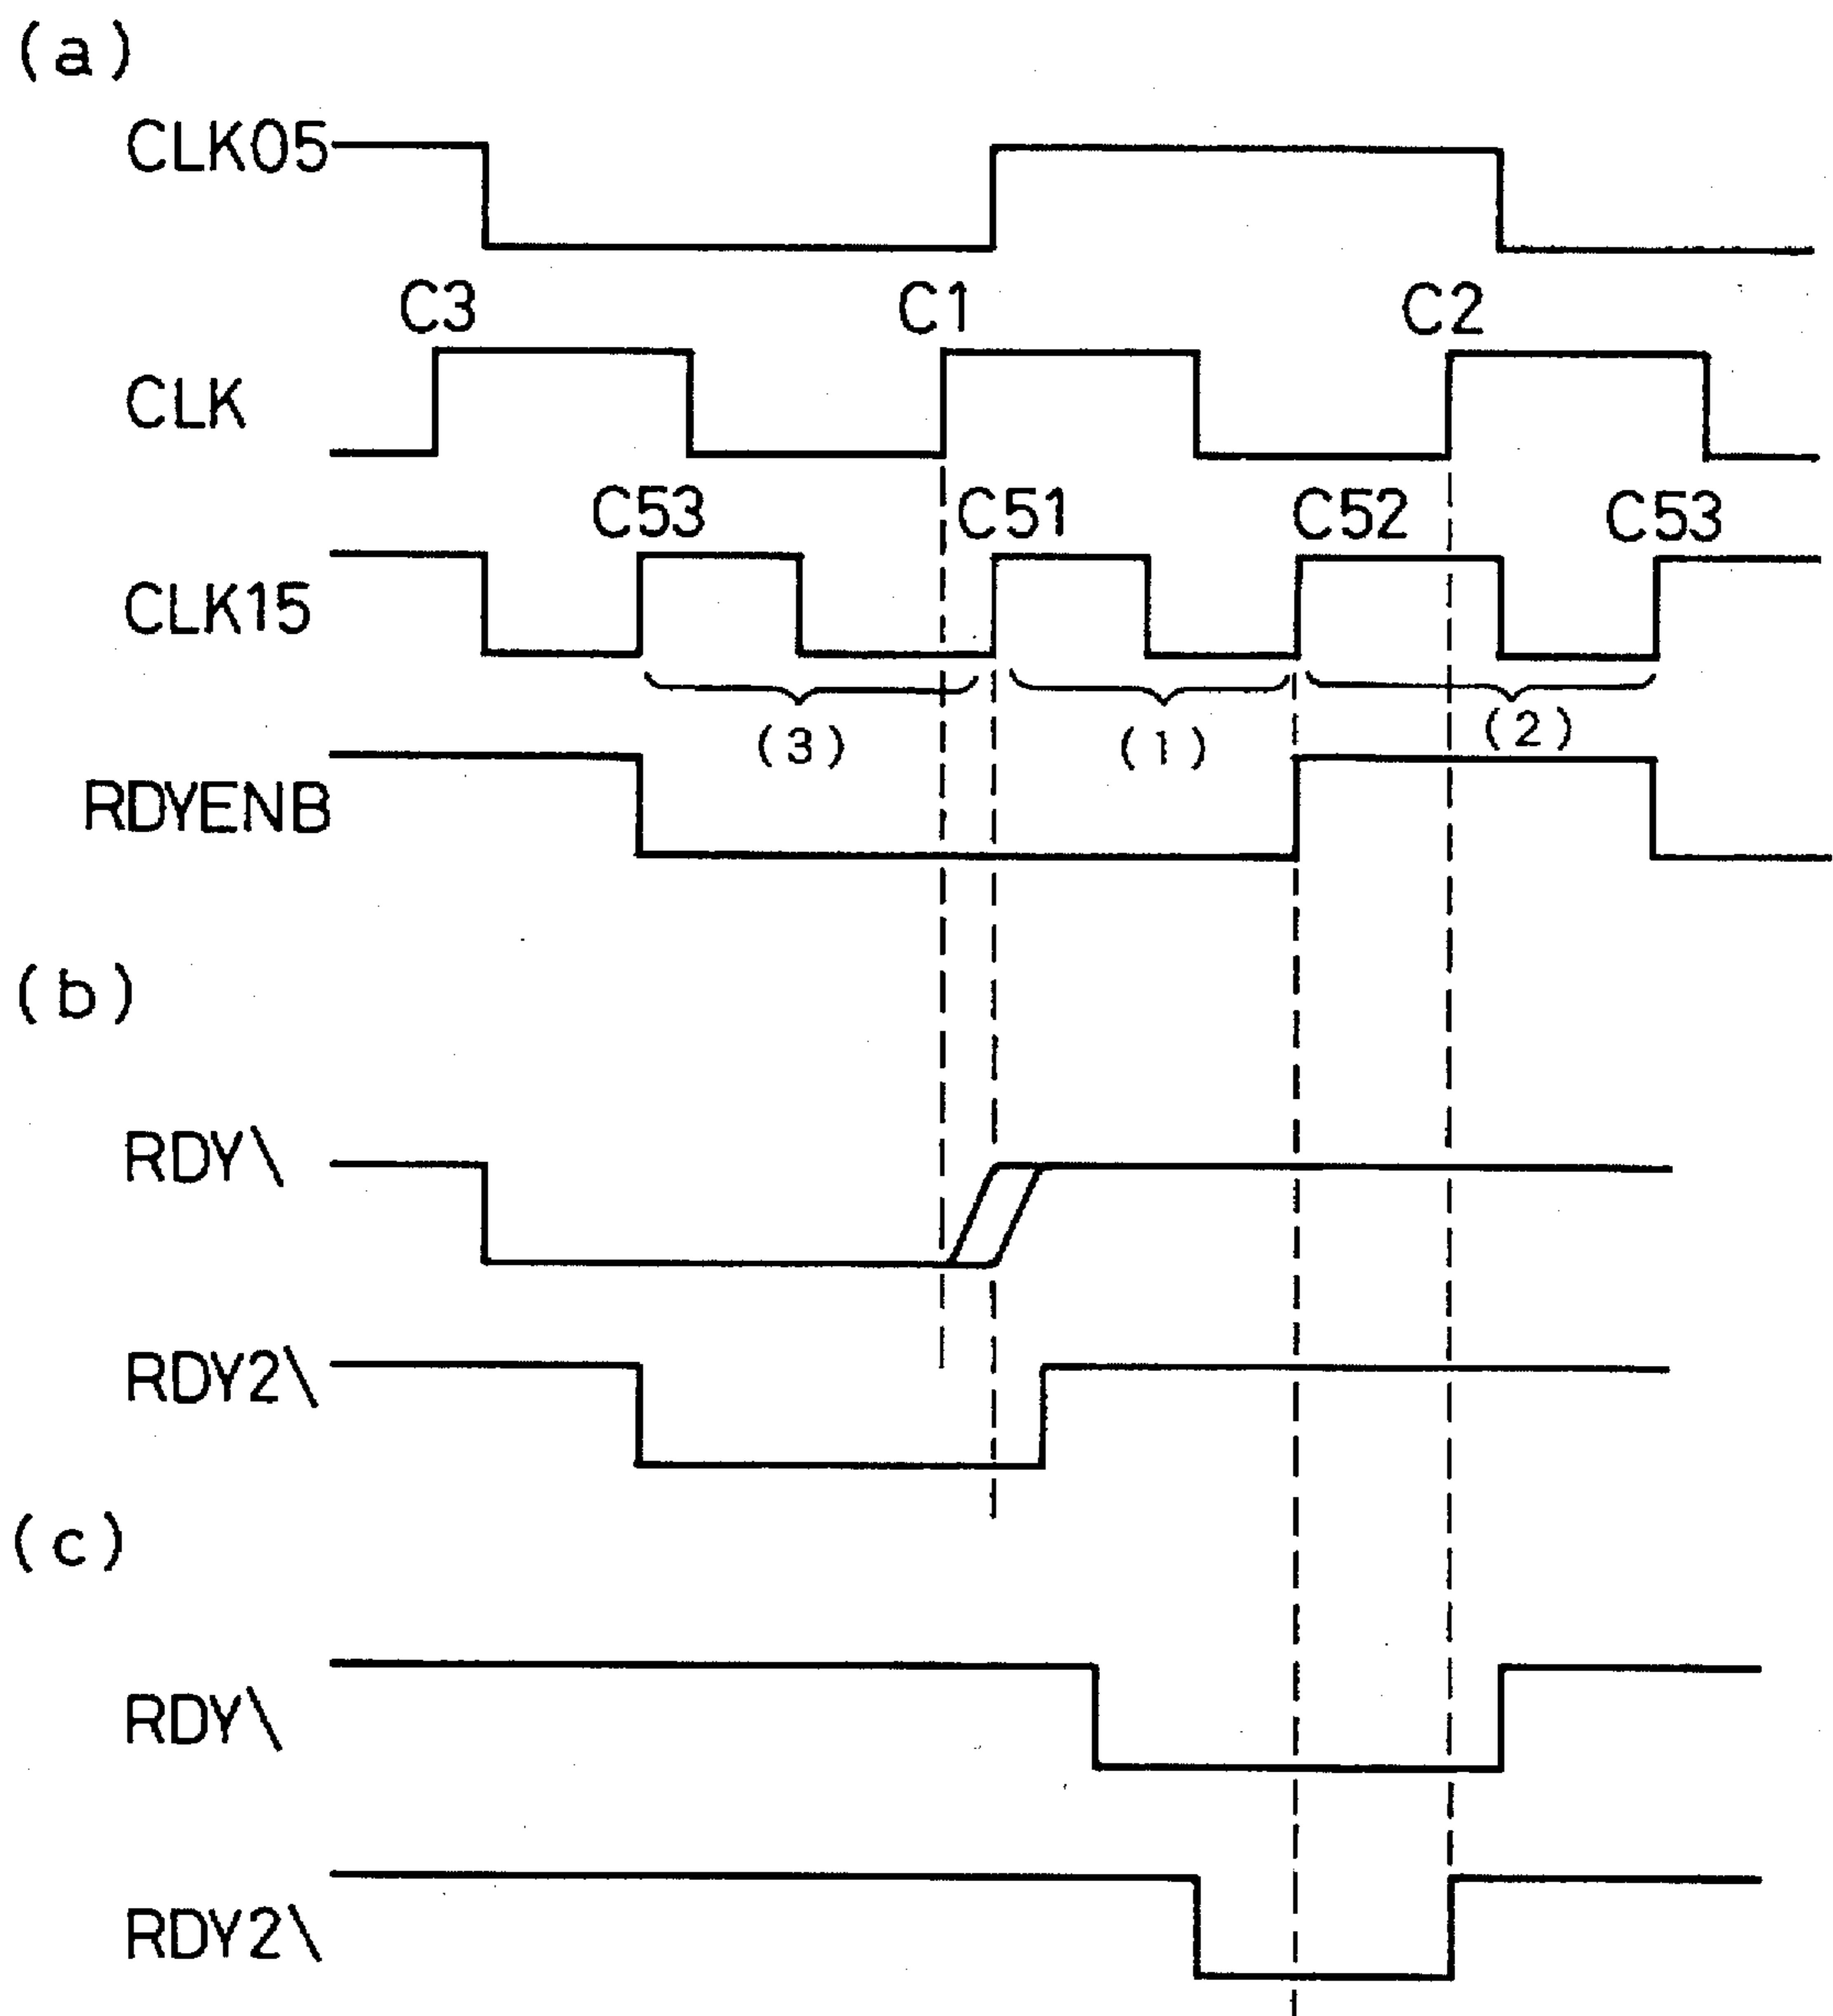 (a)
CLK05
C3 C1 C2
CLK
C53 C51 C52 C53
CLK15
(3) (1) (2)
RDYENB
(b)
RDY\
RDY2\
(c)
RDY\
RDY2\